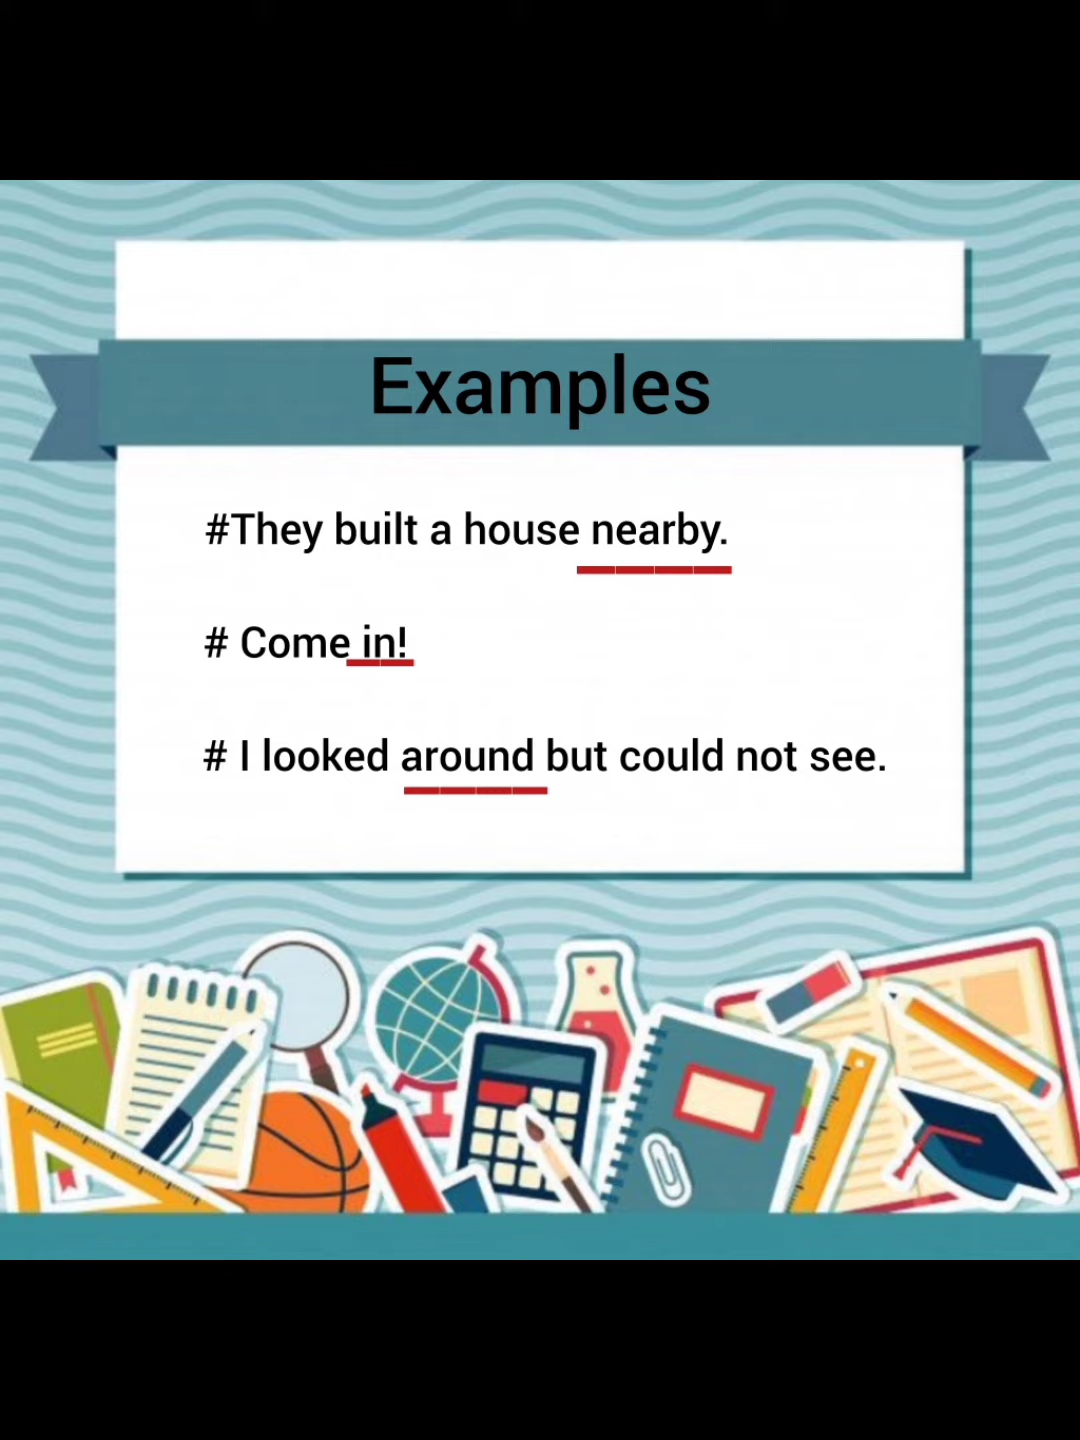 Examples
#They built a house nearby.
# Come in!
# I looked around but could not see.